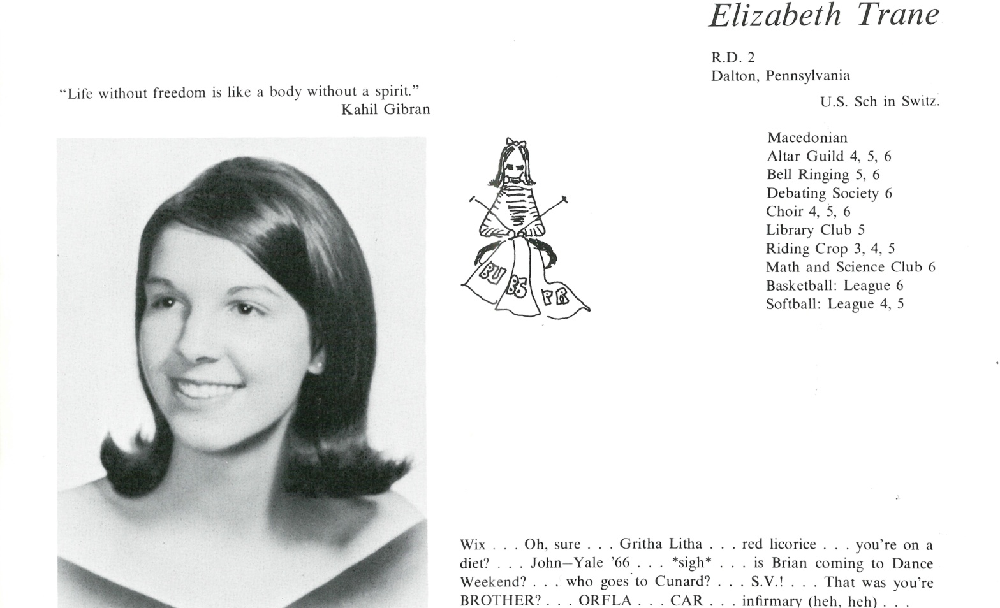 Elizabeth Trane
R.D. 2
Dalton, Pennsylvania
U.S. Sch in Switz.
“Life without freedom is like a body without a spirit.”
Kahil Gibran
Macedonian
Altar Guild 4, 5, 6
Bell Ringing 5, 6
Debating Society 6
Choir 4, 5, 6
Library Club 5
Riding Crop 3, 4, 5
Math and Science Club 6
Basketball: League 6
Softball: League 4, 5
BU BS PR
Wix . . . Oh, sure . . . Gritha Litha . . . red licorice . . . you're on a
diet? . . . John—Yale '66 . . . *sigh* . . . is Brian coming to Dance
Weekend? . . . who goes to Cunard? . . . S.V.! . . . That was you're
BROTHER? . . . ORFLA . . . CAR . . . infirmary (heh, heh) . . .